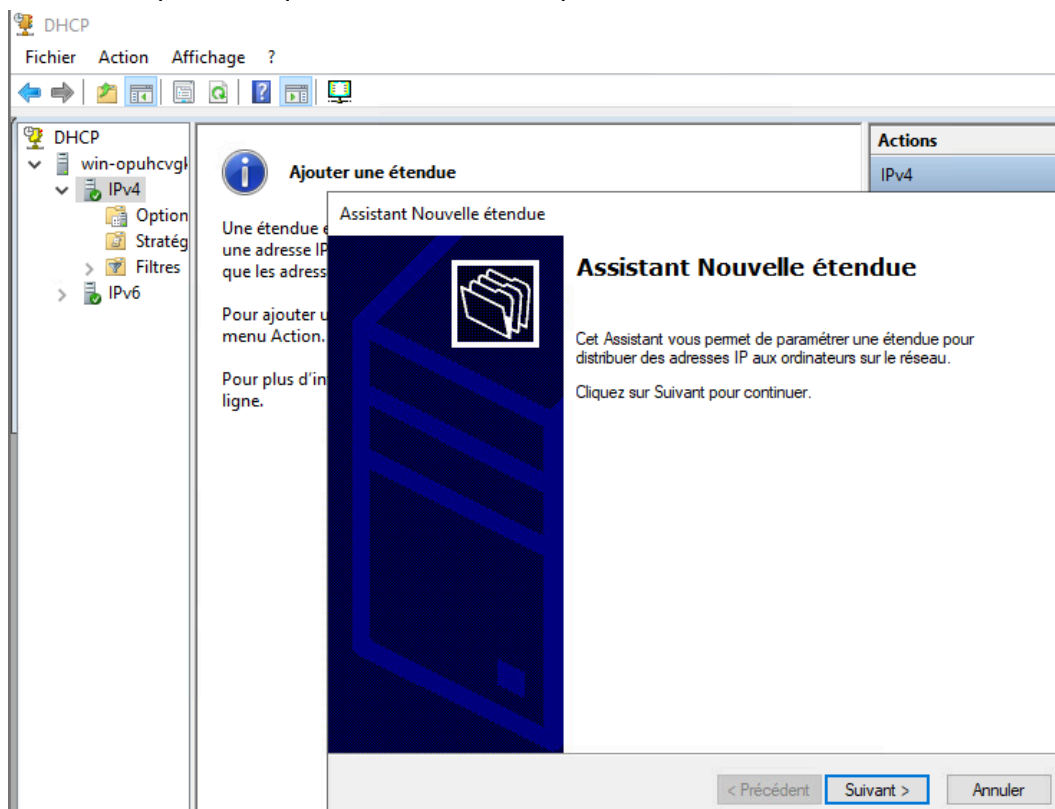 DHCP
Fichier Action Affichage ?
DHCP
win-opuhcvgl
IPv4
Option
Stratég
Filtres
IPv6
Ajouter une étendue
Une étendue e
une adresse IP
que les adress
Pour ajouter u
menu Action.
Pour plus d'in
ligne.
Actions
IPv4
Assistant Nouvelle étendue
Assistant Nouvelle étendue
Cet Assistant vous permet de paramétrer une étendue pour
distribuer des adresses IP aux ordinateurs sur le réseau.
Cliquez sur Suivant pour continuer.
< Précédent Suivant > Annuler